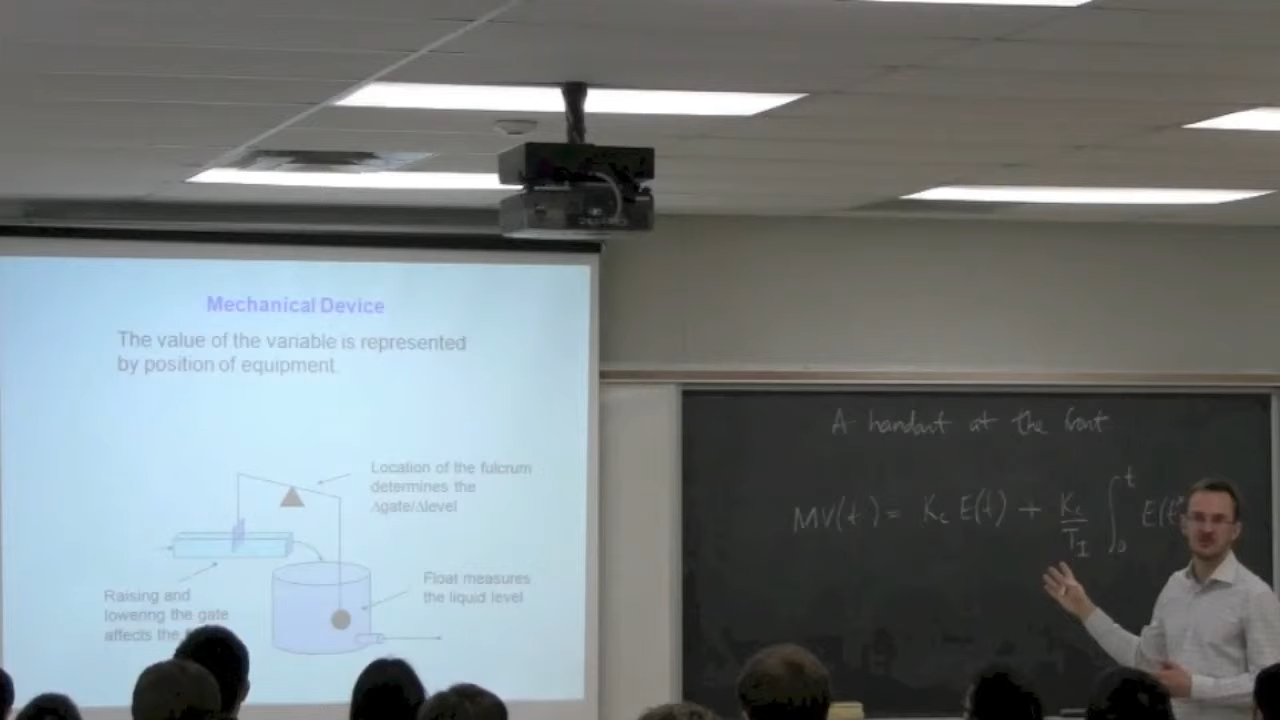 Mechanical Device
The value of the variable is represented
by position of equipment.
Location of the fulcrum
determines the
Δgate/Δlevel
Float measures
the liquid level
Raising and
lowering the gate
affects the
A handout at the front
MV(t) = Kc E(t) + Kc/TI ∫0^t E(t